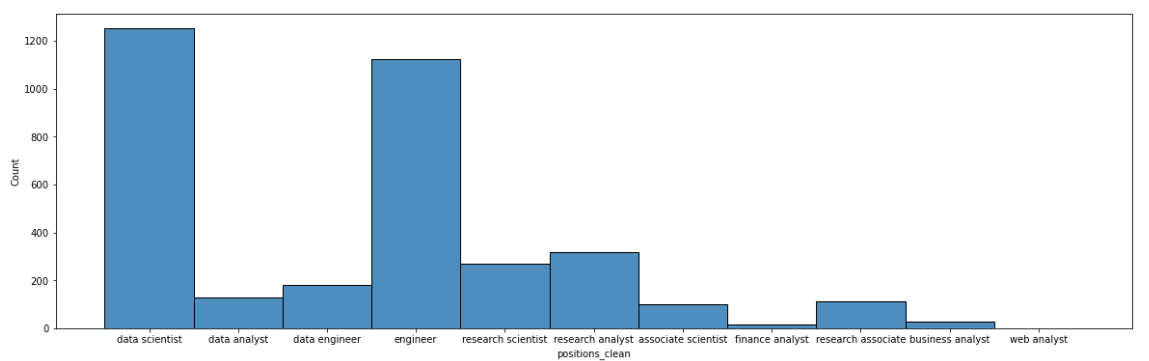 1200
1000
800
600
400
200
0
Count
data scientist data analyst data engineer engineer research scientist research analyst associate scientist finance analyst research associate business analyst web analyst
positions_clean